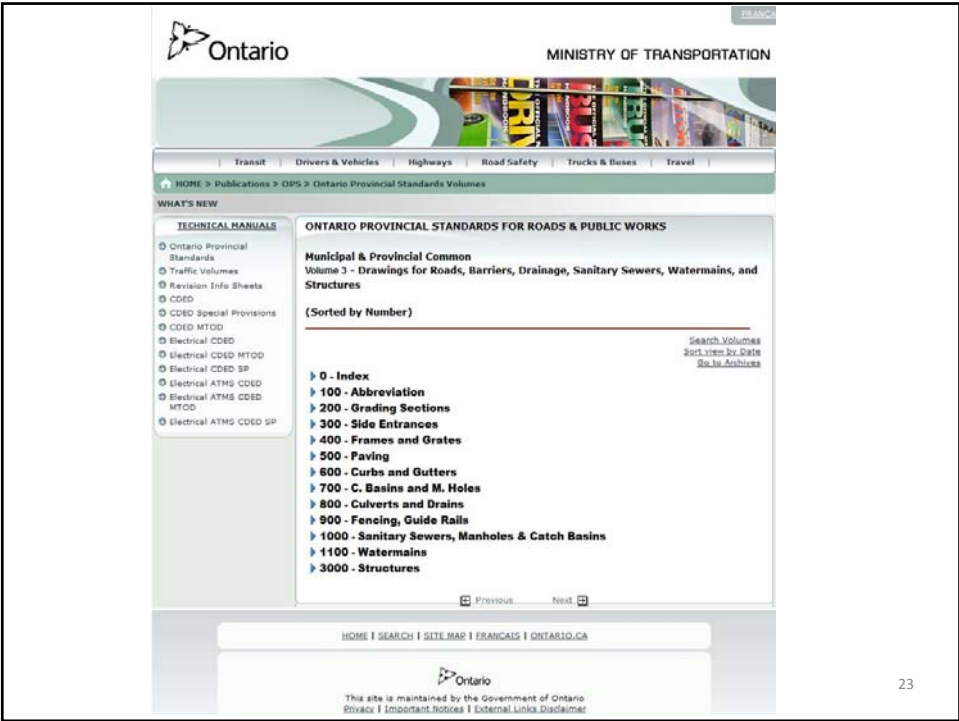 FRANCA
Ontario
MINISTRY OF TRANSPORTATION
Transit | Drivers & Vehicles | Highways | Road Safety | Trucks & Buses | Travel
HOME > Publications > OPS > Ontario Provincial Standards Volumes
WHAT'S NEW
TECHNICAL MANUALS
Ontario Provincial
Standards
Traffic Volumes
Revision Info Sheets
CDED
CDED Special Provisions
CDED MTOD
Electrical CDED
Electrical CDED MTOD
Electrical CDED SP
Electrical ATMS CDED
Electrical ATMS CDED
MTOD
Electrical ATMS CDED SP
ONTARIO PROVINCIAL STANDARDS FOR ROADS & PUBLIC WORKS
Municipal & Provincial Common
Volume 3 - Drawings for Roads, Barriers, Drainage, Sanitary Sewers, Watermains, and
Structures
(Sorted by Number)
Search Volumes
Sort view by Date
Go to Archives
0 - Index
100 - Abbreviation
200 - Grading Sections
300 - Side Entrances
400 - Frames and Grates
500 - Paving
600 - Curbs and Gutters
700 - C. Basins and M. Holes
800 - Culverts and Drains
900 - Fencing, Guide Rails
1000 - Sanitary Sewers, Manholes & Catch Basins
1100 - Watermains
3000 - Structures
Previous Next
HOME | SEARCH | SITE MAP | FRANCAIS | ONTARIO.CA
Ontario
This site is maintained by the Government of Ontario
Privacy | Important Notices | External Links Disclaimer
23